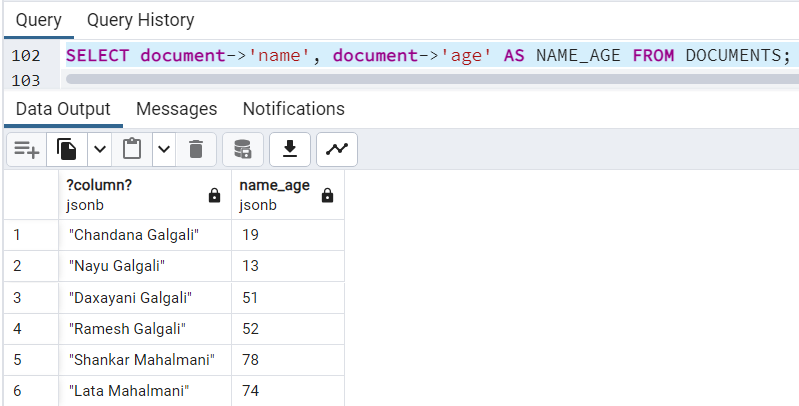 Query Query History
102 SELECT document->'name', document->'age' AS NAME_AGE FROM DOCUMENTS;
103
Data Output Messages Notifications
?column? name_age
jsonb jsonb
1 "Chandana Galgali" 19
2 "Nayu Galgali" 13
3 "Daxayani Galgali" 51
4 "Ramesh Galgali" 52
5 "Shankar Mahalmani" 78
6 "Lata Mahalmani" 74